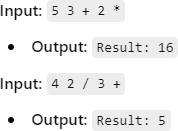 Input: 5 3 + 2 *
• Output: Result: 16
Input: 4 2 / 3 +
• Output: Result: 5